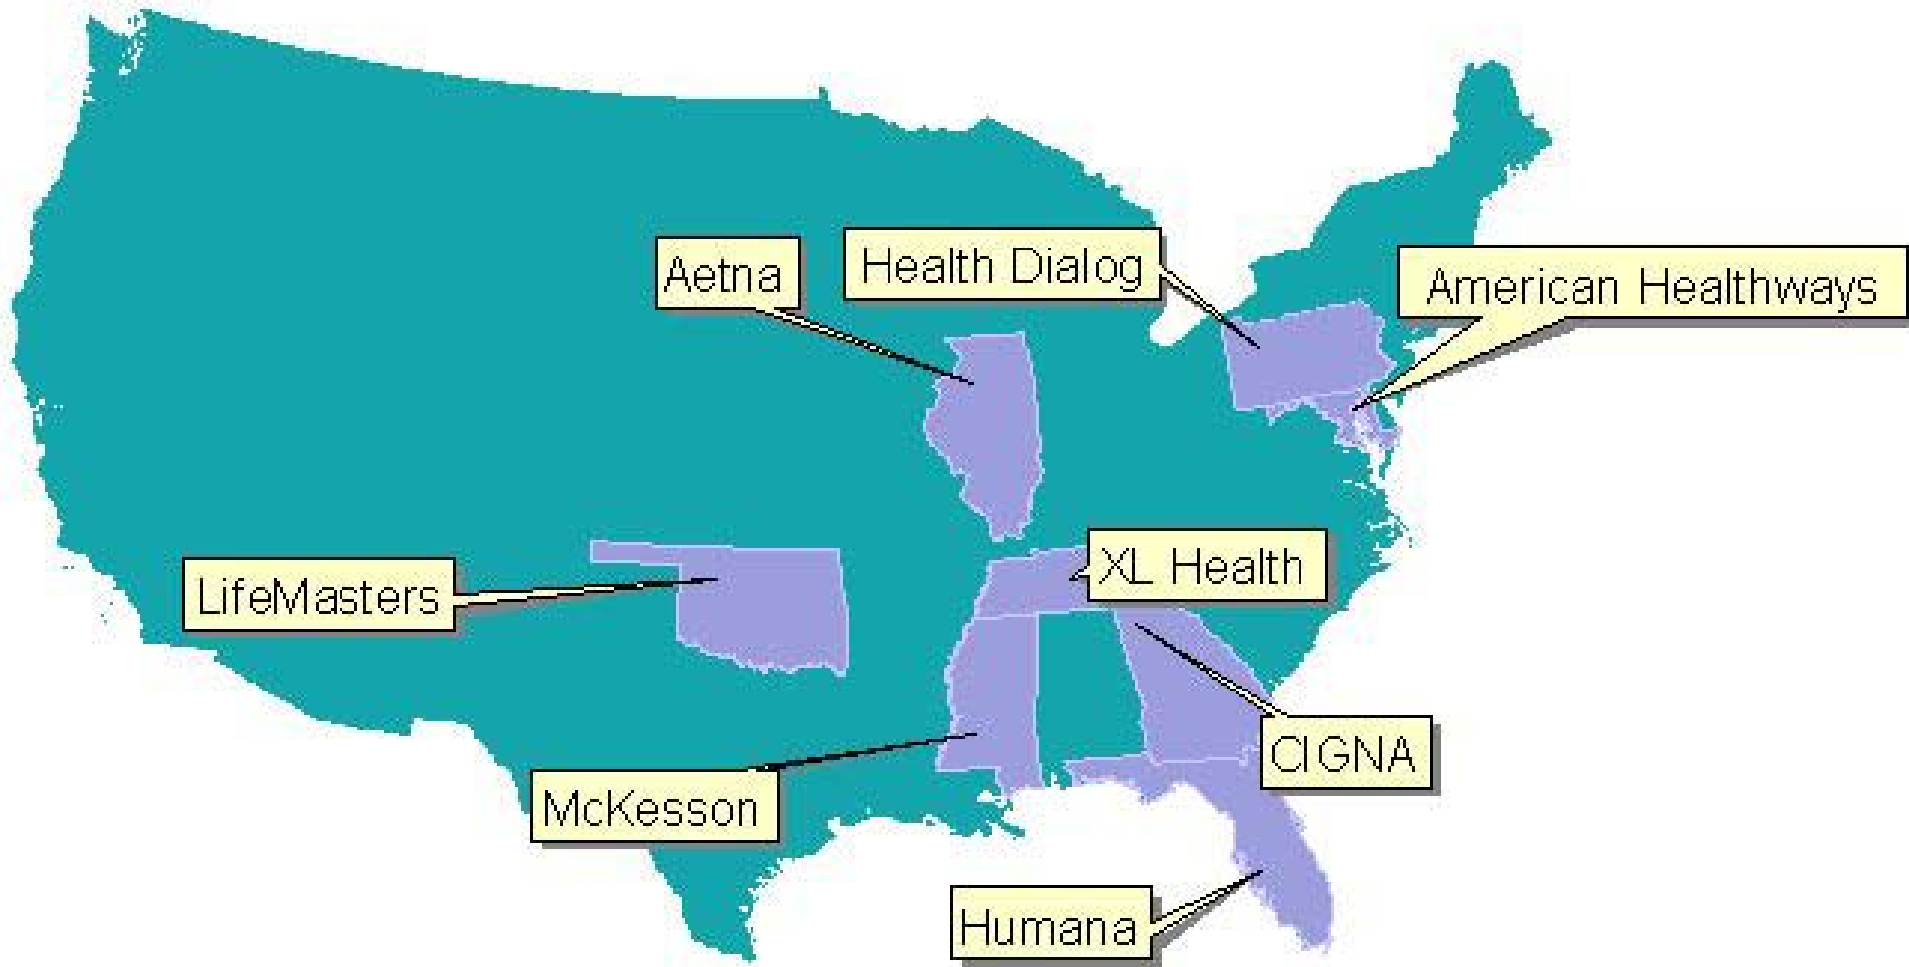 Aetna
Health Dialog
American Healthways
XL Health
LifeMasters
CIGNA
McKesson
Humana